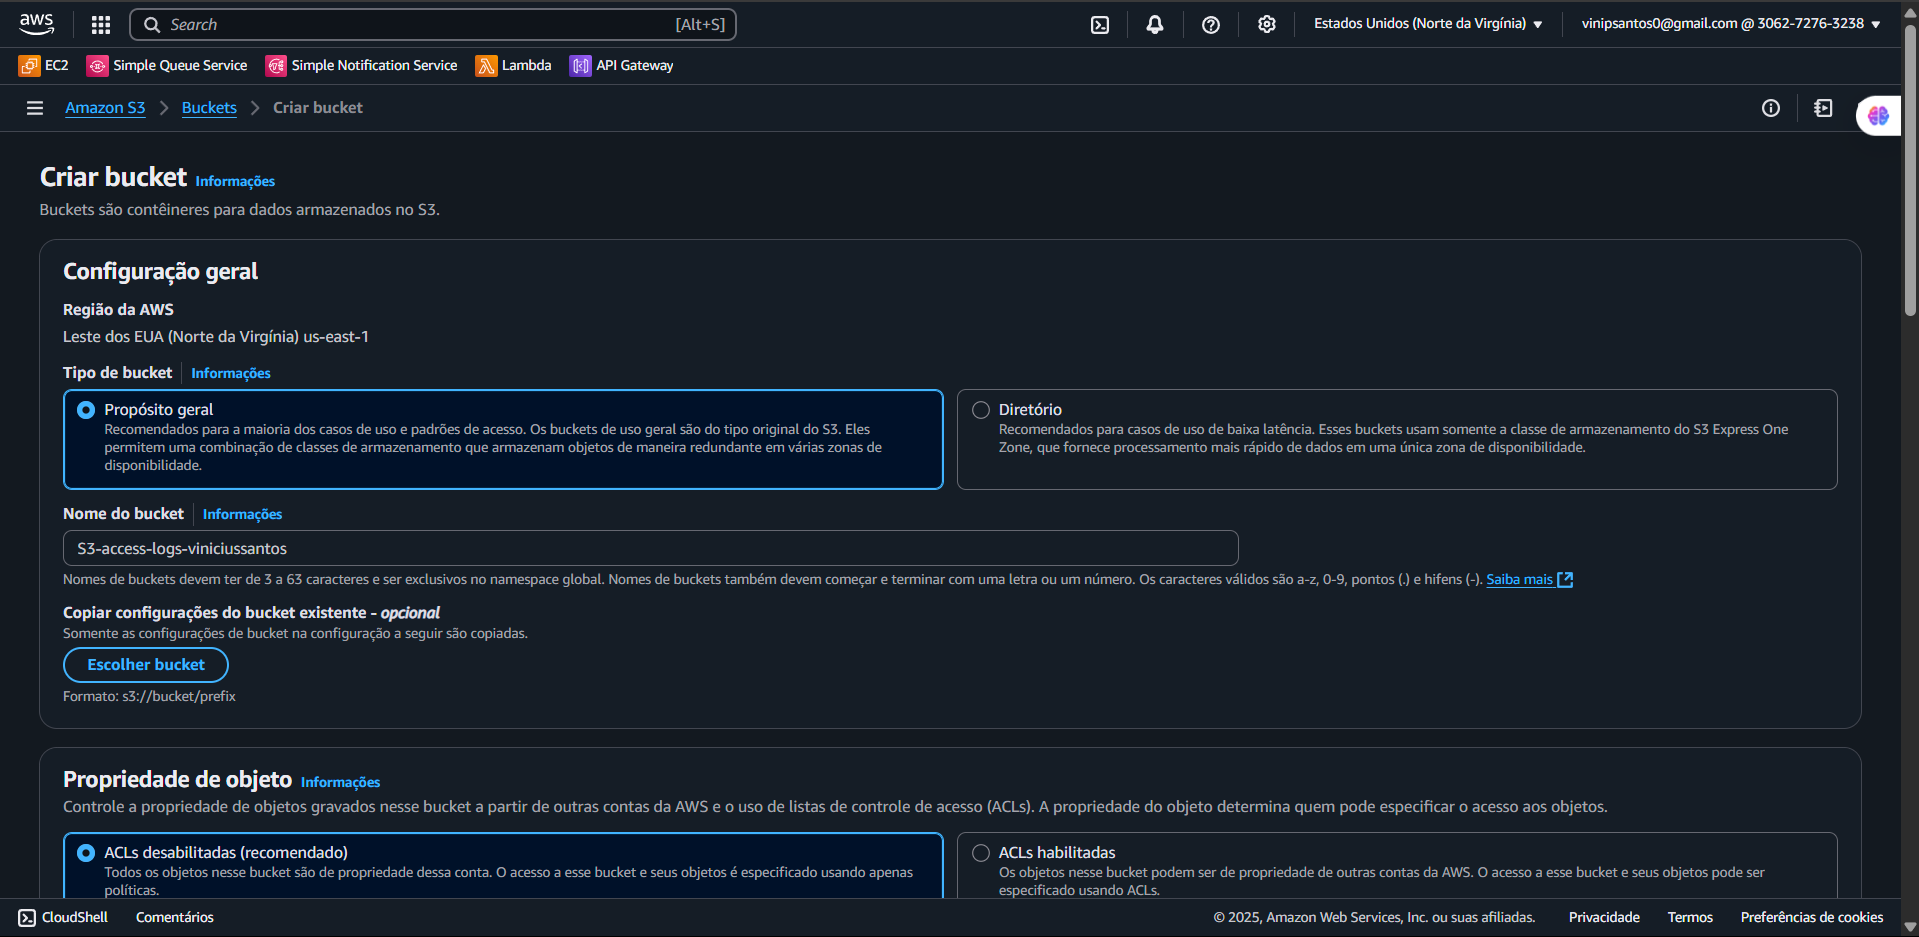 aws
Search [Alt+S]
Estados Unidos (Norte da Virgínia)
vinipsantos0@gmail.com @ 3062-7276-3238
EC2
Simple Queue Service
Simple Notification Service
Lambda
API Gateway
Amazon S3 > Buckets > Criar bucket
Criar bucket Informações
Buckets são contêineres para dados armazenados no S3.
Configuração geral
Região da AWS
Leste dos EUA (Norte da Virgínia) us-east-1
Tipo de bucket Informações
Propósito geral
Recomendados para a maioria dos casos de uso e padrões de acesso. Os buckets de uso geral são do tipo original do S3. Eles
permitem uma combinação de classes de armazenamento que armazenam objetos de maneira redundante em várias zonas de
disponibilidade.
Diretório
Recomendados para casos de uso de baixa latência. Esses buckets usam somente a classe de armazenamento do S3 Express One
Zone, que fornece processamento mais rápido de dados em uma única zona de disponibilidade.
Nome do bucket Informações
S3-access-logs-viniciussantos
Nomes de buckets devem ter de 3 a 63 caracteres e ser exclusivos no namespace global. Nomes de buckets também devem começar e terminar com uma letra ou um número. Os caracteres válidos são a-z, 0-9, pontos (.) e hifens (-). Saiba mais
Copiar configurações do bucket existente - opcional
Somente as configurações de bucket na configuração a seguir são copiadas.
Escolher bucket
Formato: s3://bucket/prefix
Propriedade de objeto Informações
Controle a propriedade de objetos gravados nesse bucket a partir de outras contas da AWS e o uso de listas de controle de acesso (ACLs). A propriedade do objeto determina quem pode especificar o acesso aos objetos.
ACLs desabilitadas (recomendado)
Todos os objetos nesse bucket são de propriedade dessa conta. O acesso a esse bucket e seus objetos é especificado usando apenas
políticas.
ACLs habilitadas
Os objetos nesse bucket podem ser de propriedade de outras contas da AWS. O acesso a esse bucket e seus objetos pode ser
especificado usando ACLs.
CloudShell
Comentários
© 2025, Amazon Web Services, Inc. ou suas afiliadas.
Privacidade
Termos
Preferências de cookies